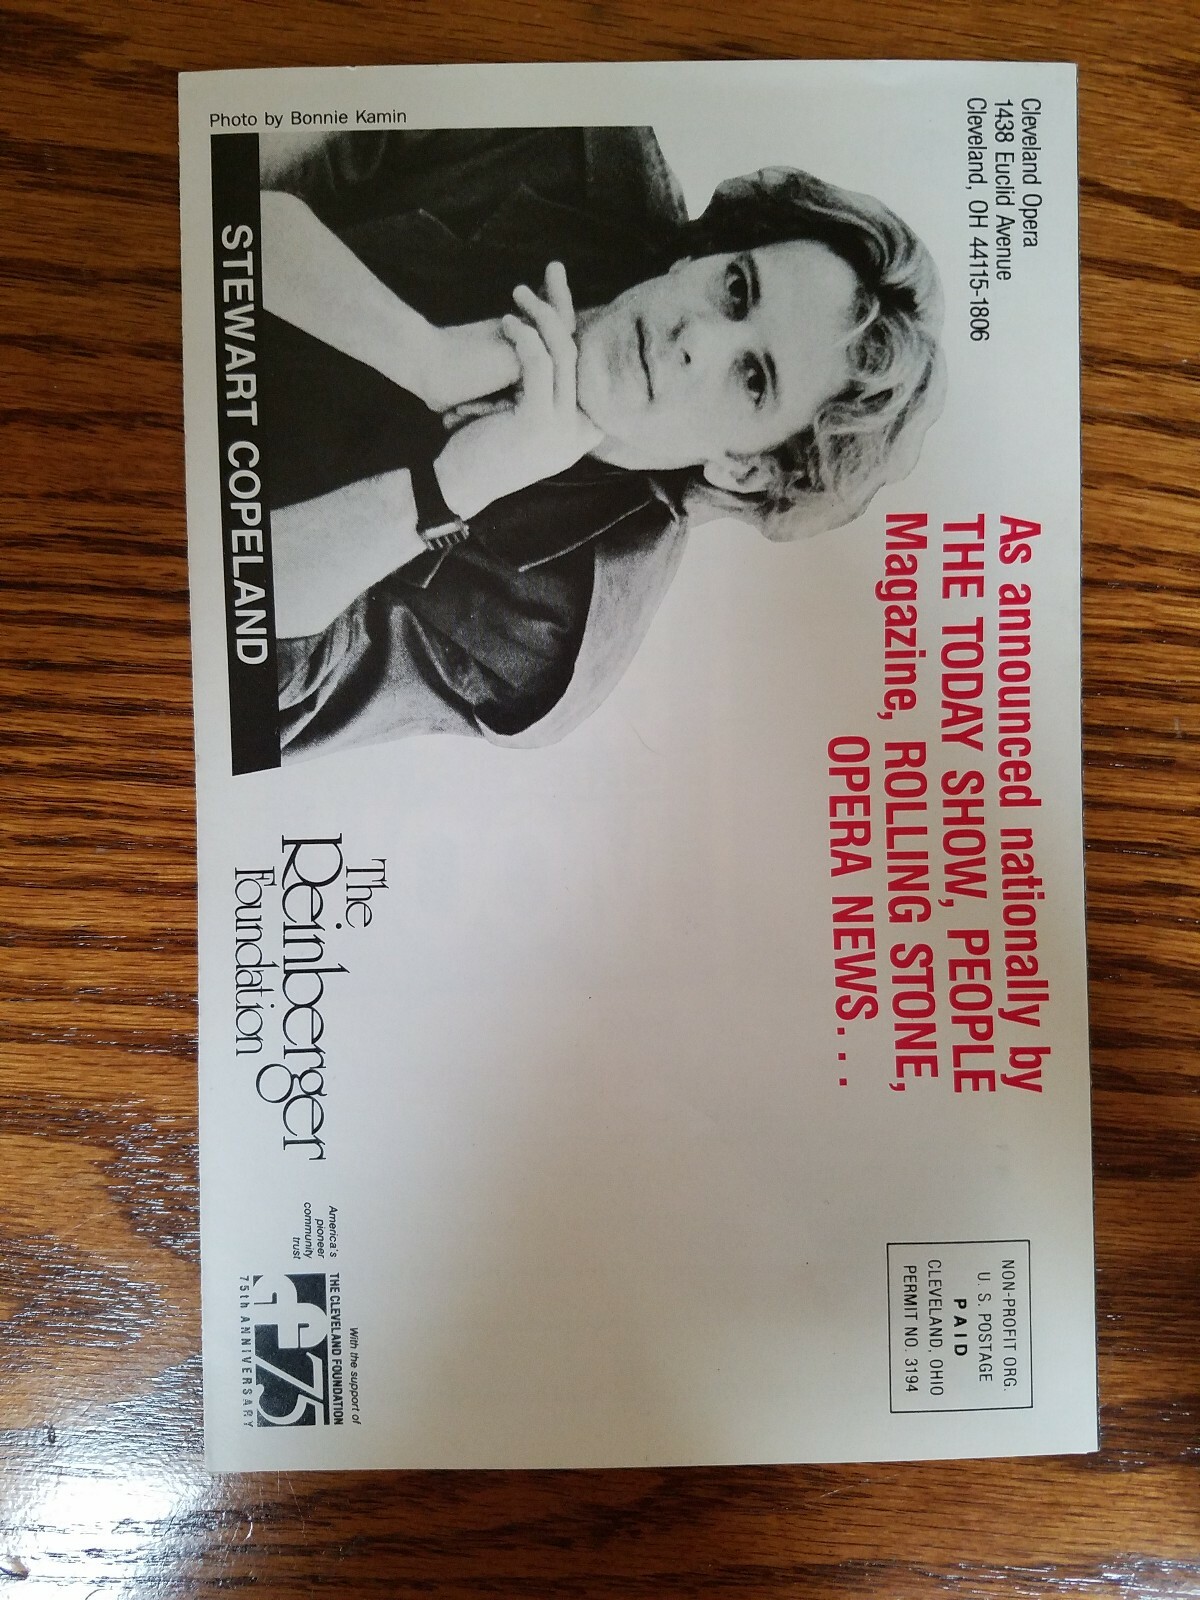 Cleveland Opera
1438 Euclid Avenue
Cleveland, OH 44115-1806
As announced nationally by
THE TODAY SHOW, PEOPLE
Magazine, ROLLING STONE,
OPERA NEWS. . .
NON-PROFIT ORG.
U. S. POSTAGE
PAID
CLEVELAND, OHIO
PERMIT NO. 3194
Photo by Bonnie Kamin
STEWART COPELAND
The
Reinberger
Foundation
With the support of
THE CLEVELAND FOUNDATION
America's
pioneer
community
trust
cf75
75th ANNIVERSARY